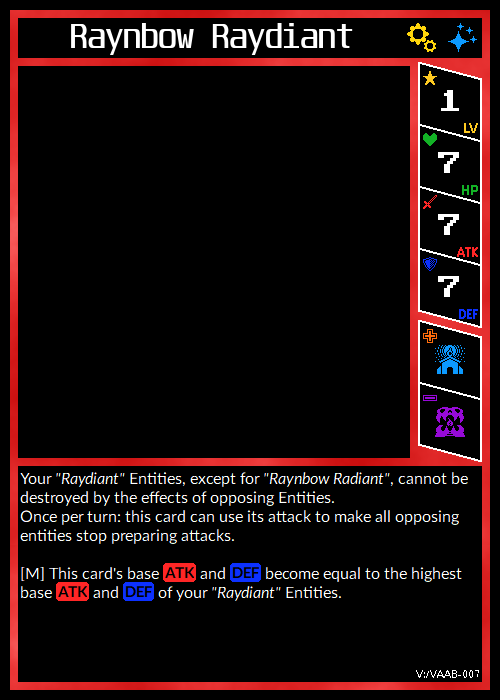 Raynbow Raydiant
1
LV
7
HP
7
ATK
7
DEF
Your "Raydiant" Entities, except for "Raynbow Radiant", cannot be
destroyed by the effects of opposing Entities.
Once per turn: this card can use its attack to make all opposing
entities stop preparing attacks.
[M] This card's base ATK and DEF become equal to the highest
base ATK and DEF of your "Raydiant" Entities.
V:/VAAB-007